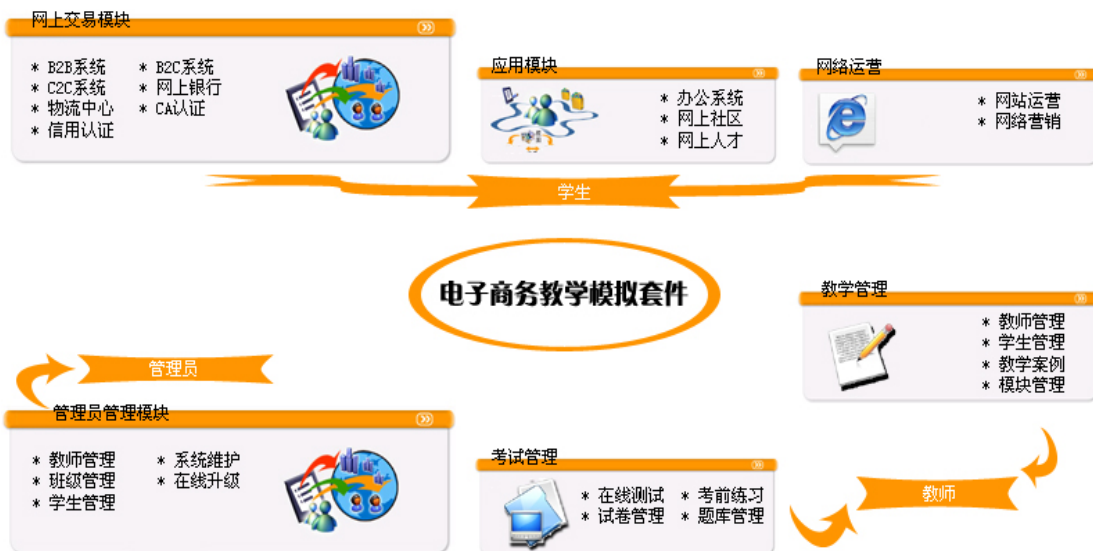 网上交易模块
* B2B系统 * B2C系统
* C2C系统 * 网上银行
* 物流中心 * CA认证
* 信用认证
应用模块
* 办公系统
* 网上社区
* 网上人才
网络运营
* 网站运营
* 网络营销
学生
电子商务教学模拟套件
教学管理
* 教师管理
* 学生管理
* 教学案例
* 模块管理
管理员
管理员管理模块
* 教师管理 * 系统维护
* 班级管理 * 在线升级
* 学生管理
考试管理
* 在线测试 * 考前练习
* 试卷管理 * 题库管理
教师